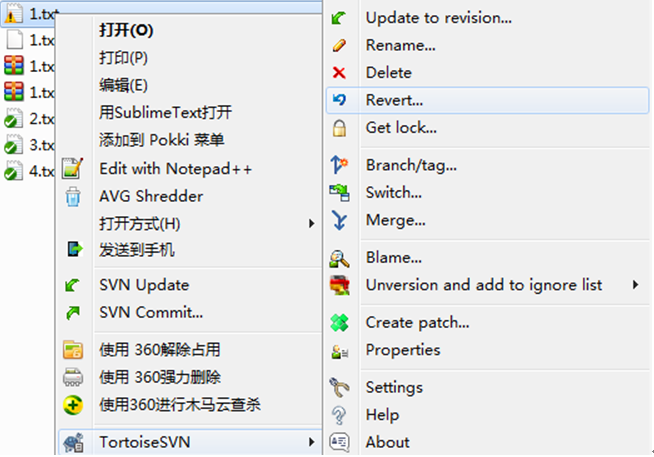 1.txt
1.tx
1.tx
1.tx
2.tx
3.tx
4.tx
打开(O)
打印(P)
编辑(E)
用SublimeText打开
添加到 Pokki 菜单
Edit with Notepad++
AVG Shredder
打开方式(H)
发送到手机
SVN Update
SVN Commit...
使用 360解除占用
使用 360强力删除
使用360进行木马云查杀
TortoiseSVN
Update to revision...
Rename...
Delete
Revert...
Get lock...
Branch/tag...
Switch...
Merge...
Blame...
Unversion and add to ignore list
Create patch...
Properties
Settings
Help
About